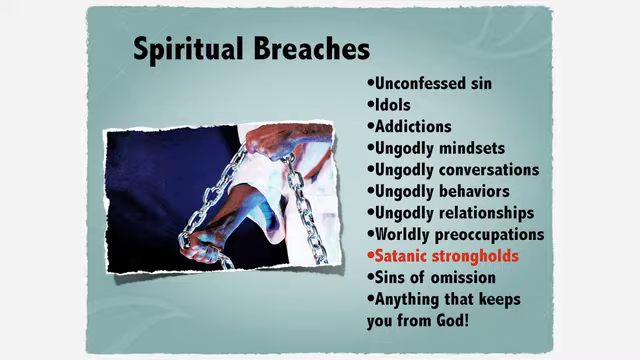 Spiritual Breaches
•Unconfessed sin
•Idols
•Addictions
•Ungodly mindsets
•Ungodly conversations
•Ungodly behaviors
•Ungodly relationships
•Worldly preoccupations
•Satanic strongholds
•Sins of omission
•Anything that keeps
you from God!